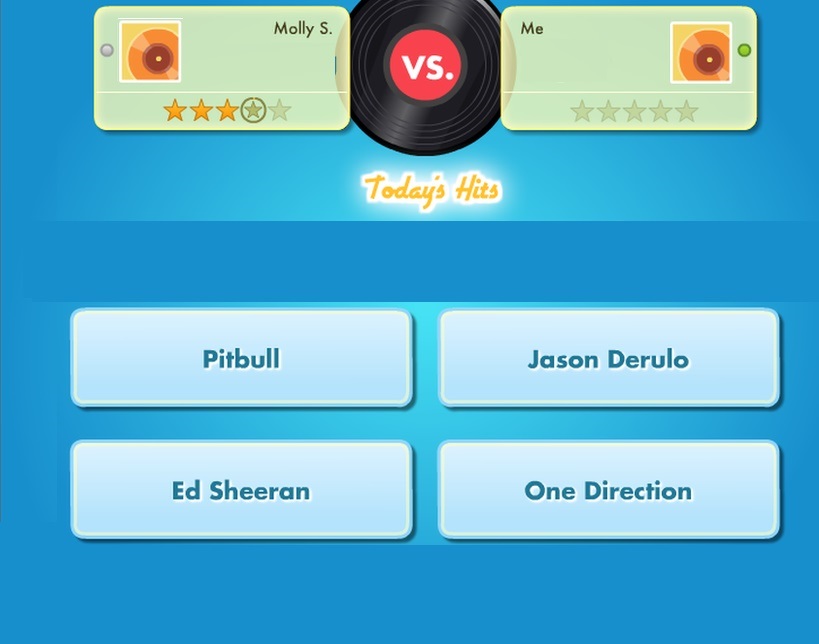 Molly S.
VS.
Me
Today's Hits
Pitbull
Jason Derulo
Ed Sheeran
One Direction